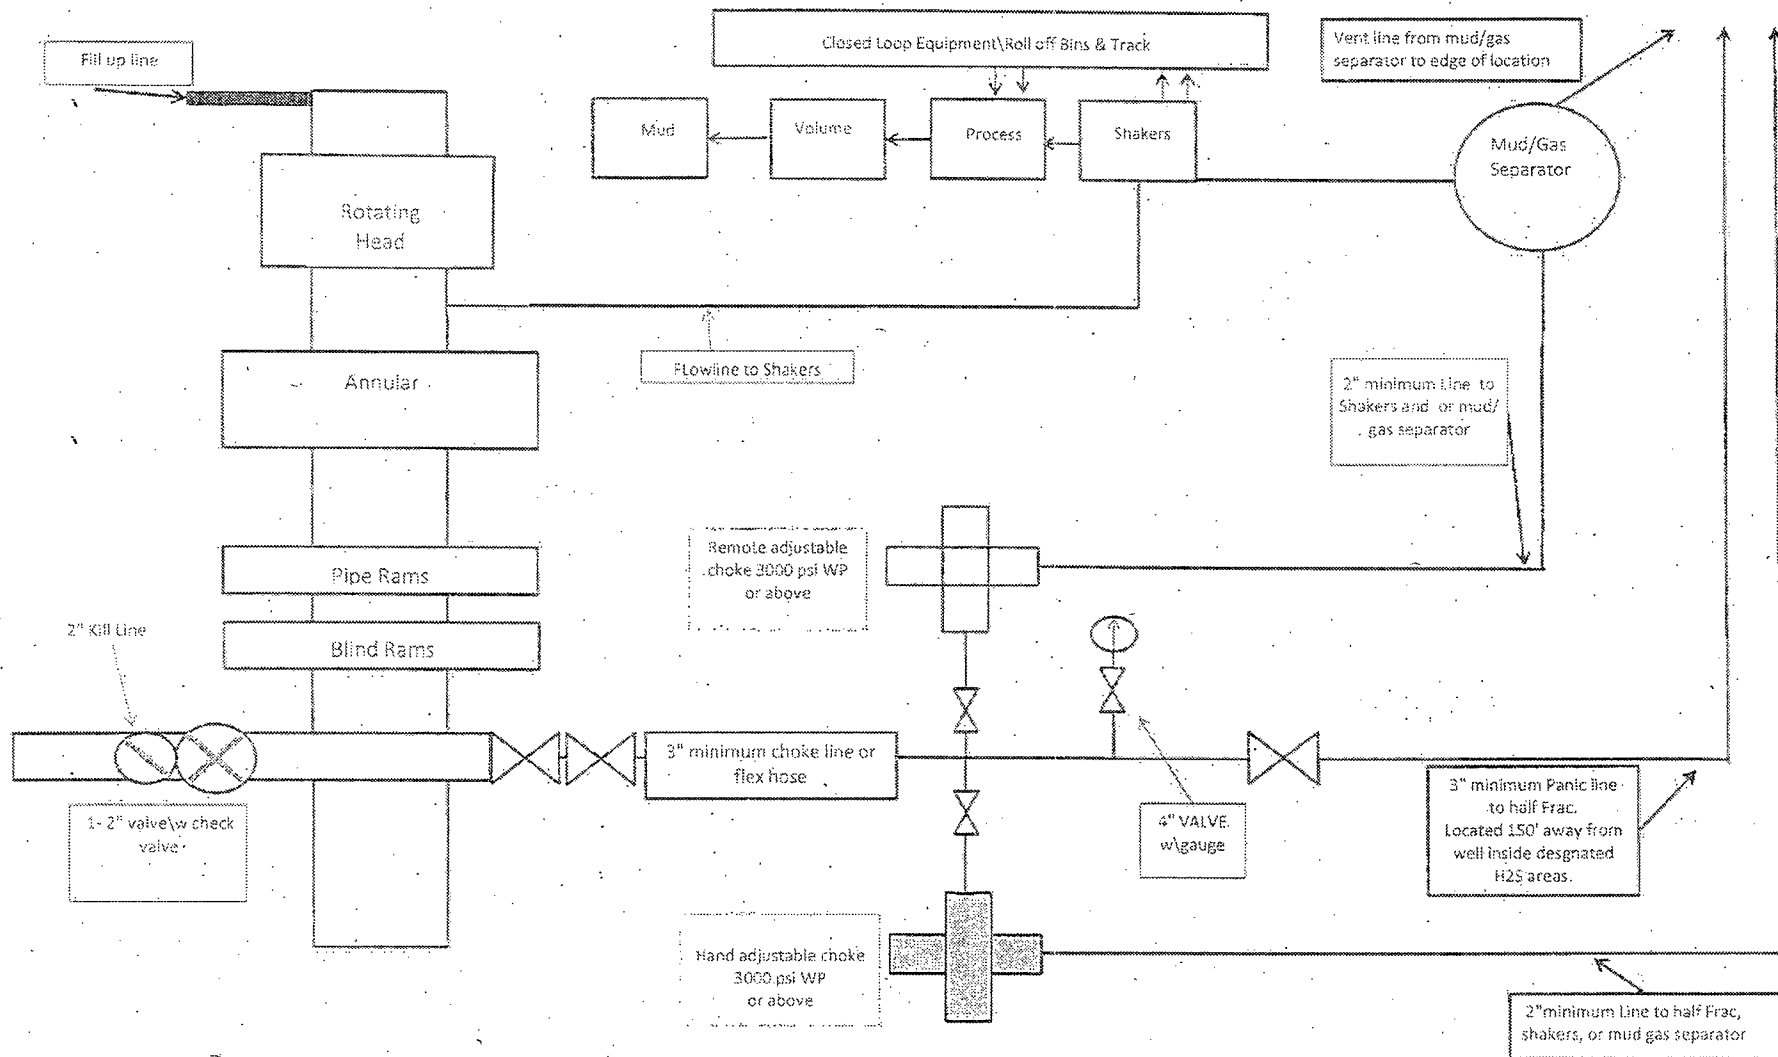 Fill up line
Closed Loop Equipment\Roll off Bins & Track
Vent line from mud/gas
separator to edge of location
Mud
Volume
Process
Shakers
Mud/Gas
Separator
Rotating
Head
FLowline to Shakers
Annular
2" minimum Line to
Shakers and or mud/
gas separator
Remote adjustable
choke 3000 psi WP
or above
Pipe Rams
2" Kill Line
Blind Rams
3" minimum choke line or
flex hose
1- 2" valve\w check
valve
4" VALVE
w\gauge
3" minimum Panic line
to half Frac.
Located 150' away from
well inside desgnated
H2S areas.
Hand adjustable choke
3000 psi WP
or above
2"minimum Line to half Frac,
shakers, or mud gas separator